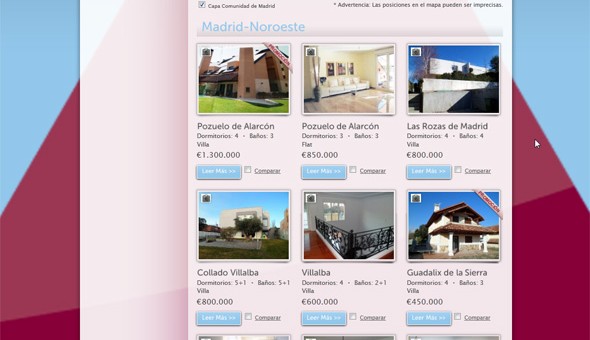 Capa Comunidad de Madrid
* Advertencia: Las posiciones en el mapa pueden ser imprecisas.
Madrid-Noroeste
Pozuelo de Alarcón
Dormitorios: 4 - Baños: 3
Villa
€1.300.000
Leer Más >>
Comparar
Pozuelo de Alarcón
Dormitorios: 3 - Baños: 3
Flat
€850.000
Leer Más >>
Comparar
Las Rozas de Madrid
Dormitorios: 4 - Baños: 4
Villa
€800.000
Leer Más >>
Comparar
Collado Villalba
Dormitorios: 5+1 - Baños: 5+1
Villa
€800.000
Leer Más >>
Comparar
Villalba
Dormitorios: 4 - Baños: 2+1
Villa
€600.000
Leer Más >>
Comparar
Guadalix de la Sierra
Dormitorios: 4 - Baños: 3
Villa
€450.000
Leer Más >>
Comparar